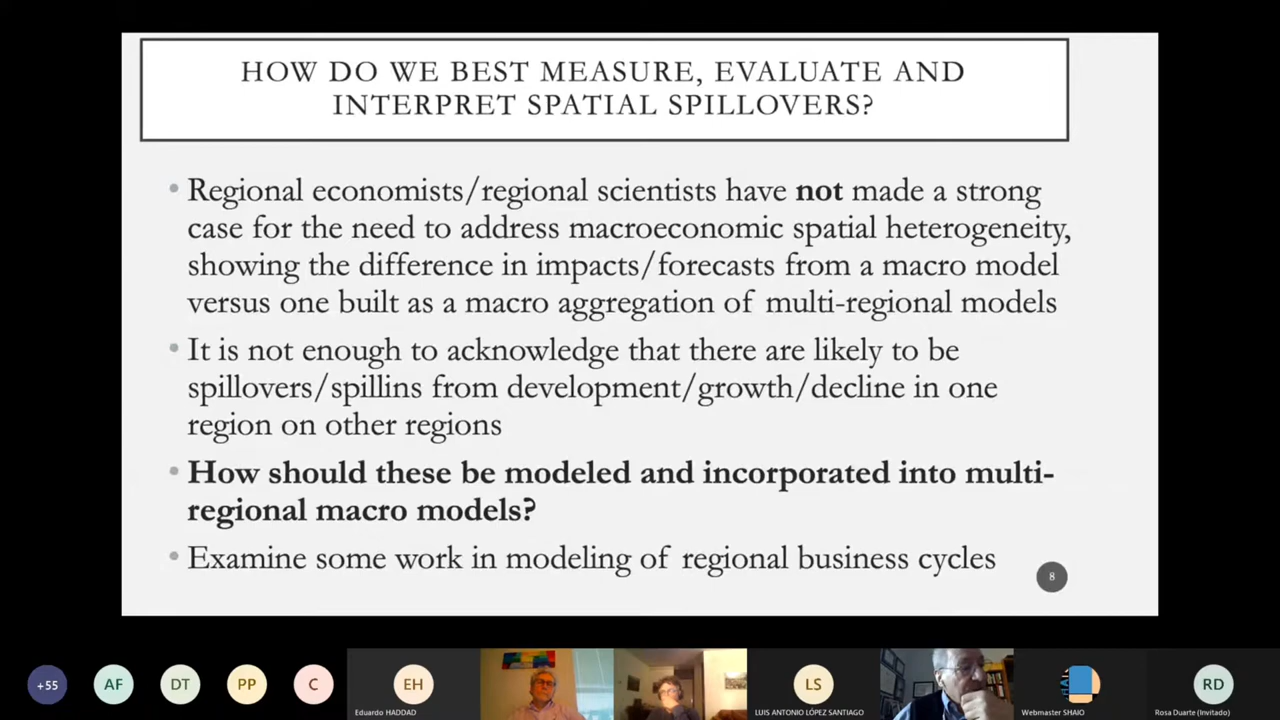 HOW DO WE BEST MEASURE, EVALUATE AND
INTERPRET SPATIAL SPILLOVERS?
• Regional economists/regional scientists have not made a strong
case for the need to address macroeconomic spatial heterogeneity,
showing the difference in impacts/forecasts from a macro model
versus one built as a macro aggregation of multi-regional models
• It is not enough to acknowledge that there are likely to be
spillovers/spillins from development/growth/decline in one
region on other regions
• How should these be modeled and incorporated into multi-
regional macro models?
• Examine some work in modeling of regional business cycles
8
+55
AF
DT
PP
C
EH
Eduardo HADDAD
LS
LUIS ANTONIO LÓPEZ SANTIAGO
Webmaster SHAIO
RD
Rosa Duarte (Invitado)